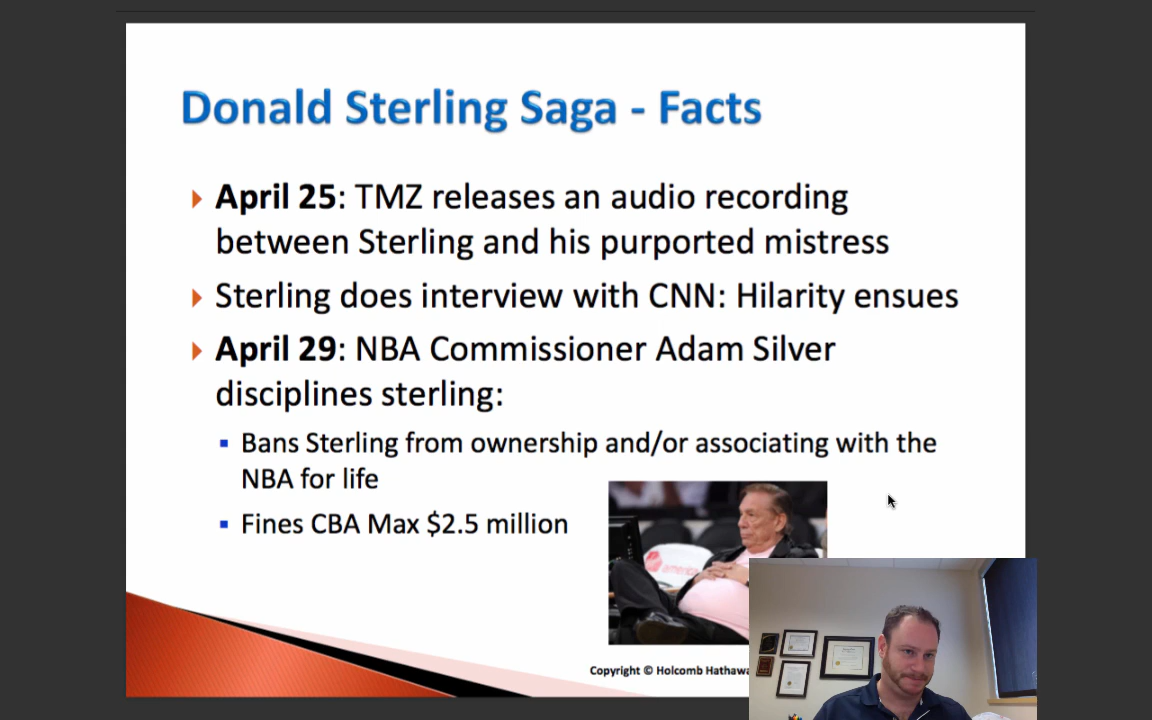 Donald Sterling Saga - Facts
April 25: TMZ releases an audio recording
between Sterling and his purported mistress
Sterling does interview with CNN: Hilarity ensues
April 29: NBA Commissioner Adam Silver
disciplines sterling:
Bans Sterling from ownership and/or associating with the
NBA for life
Fines CBA Max $2.5 million
Copyright © Holcomb